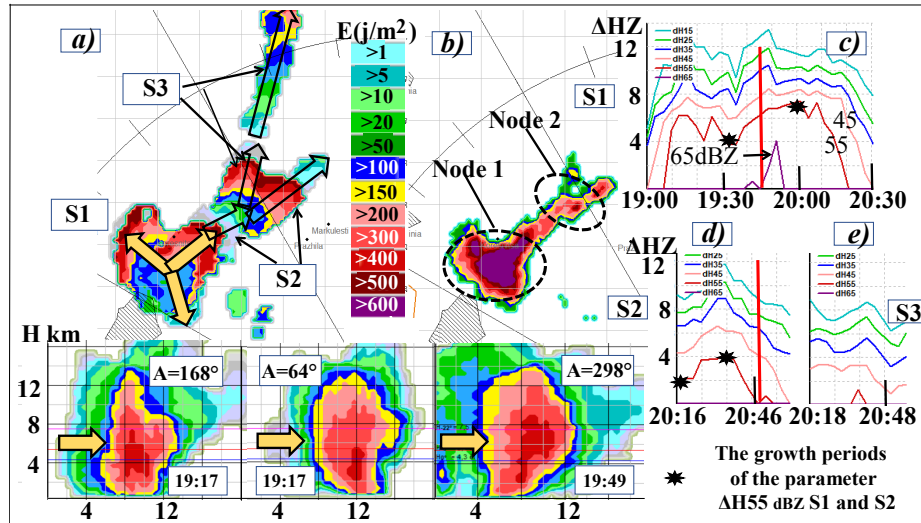 a)
S3
S1
S2
Markulesti
Prazhila
E(j/m²)
>1
>5
>10
>20
>50
>100
>150
>200
>300
>400
>500
>600
b)
S1
Node 2
Node 1
S2
ΔHZ
c)
12
8
4
dH15
dH25
dH35
dH45
dH55
dH65
65dBZ
45
55
19:00 19:30 20:00 20:30
ΔHZ
d)
12
8
4
dH25
dH35
dH45
dH55
dH65
20:16 20:46
e)
dH25
dH35
dH45
dH55
dH65
S3
20:18 20:48
H km
12
8
4
A=168°
19:17
4 12
A=64°
19:17
4 12
A=298°
19:49
4 12
The growth periods
of the parameter
ΔH55 dBZ S1 and S2